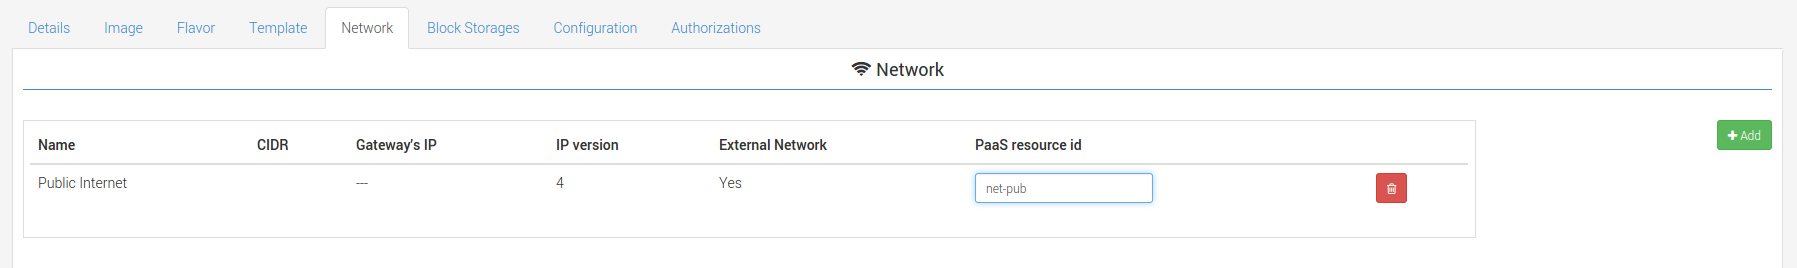 Details Image Flavor Template Network Block Storages Configuration Authorizations
Network
Name CIDR Gateway's IP IP version External Network PaaS resource id
Add
Public Internet --- 4 Yes net-pub